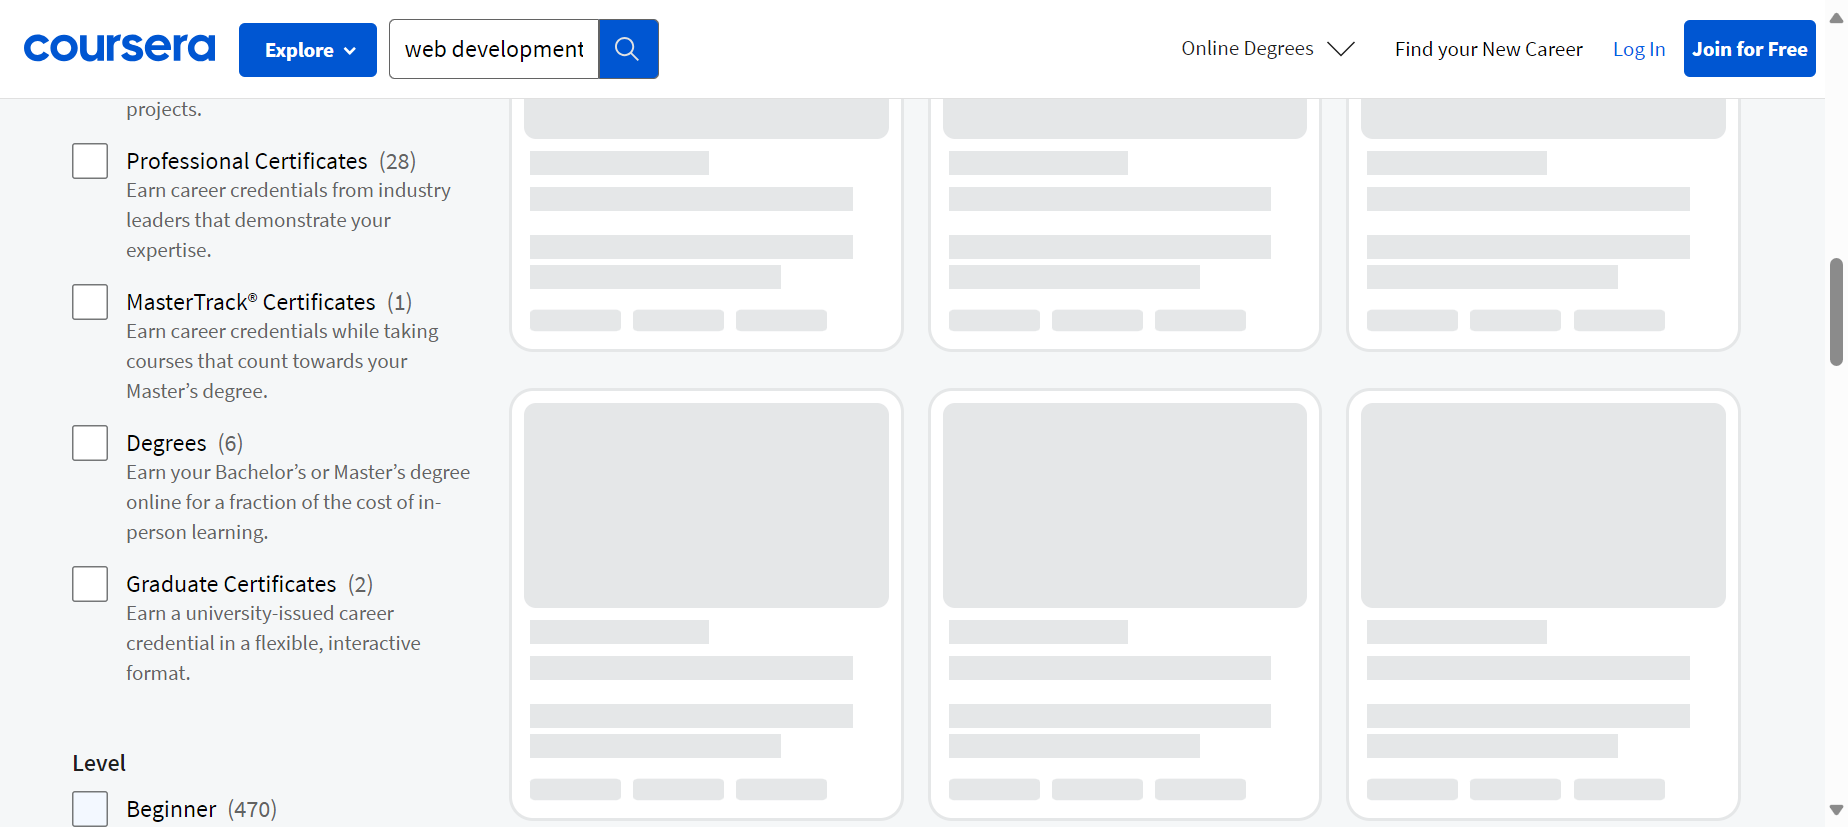 coursera
Explore
web development
Online Degrees
Find your New Career
Log In
Join for Free
projects.
Professional Certificates (28)
Earn career credentials from industry
leaders that demonstrate your
expertise.
MasterTrack® Certificates (1)
Earn career credentials while taking
courses that count towards your
Master’s degree.
Degrees (6)
Earn your Bachelor’s or Master’s degree
online for a fraction of the cost of in-
person learning.
Graduate Certificates (2)
Earn a university-issued career
credential in a flexible, interactive
format.
Level
Beginner (470)